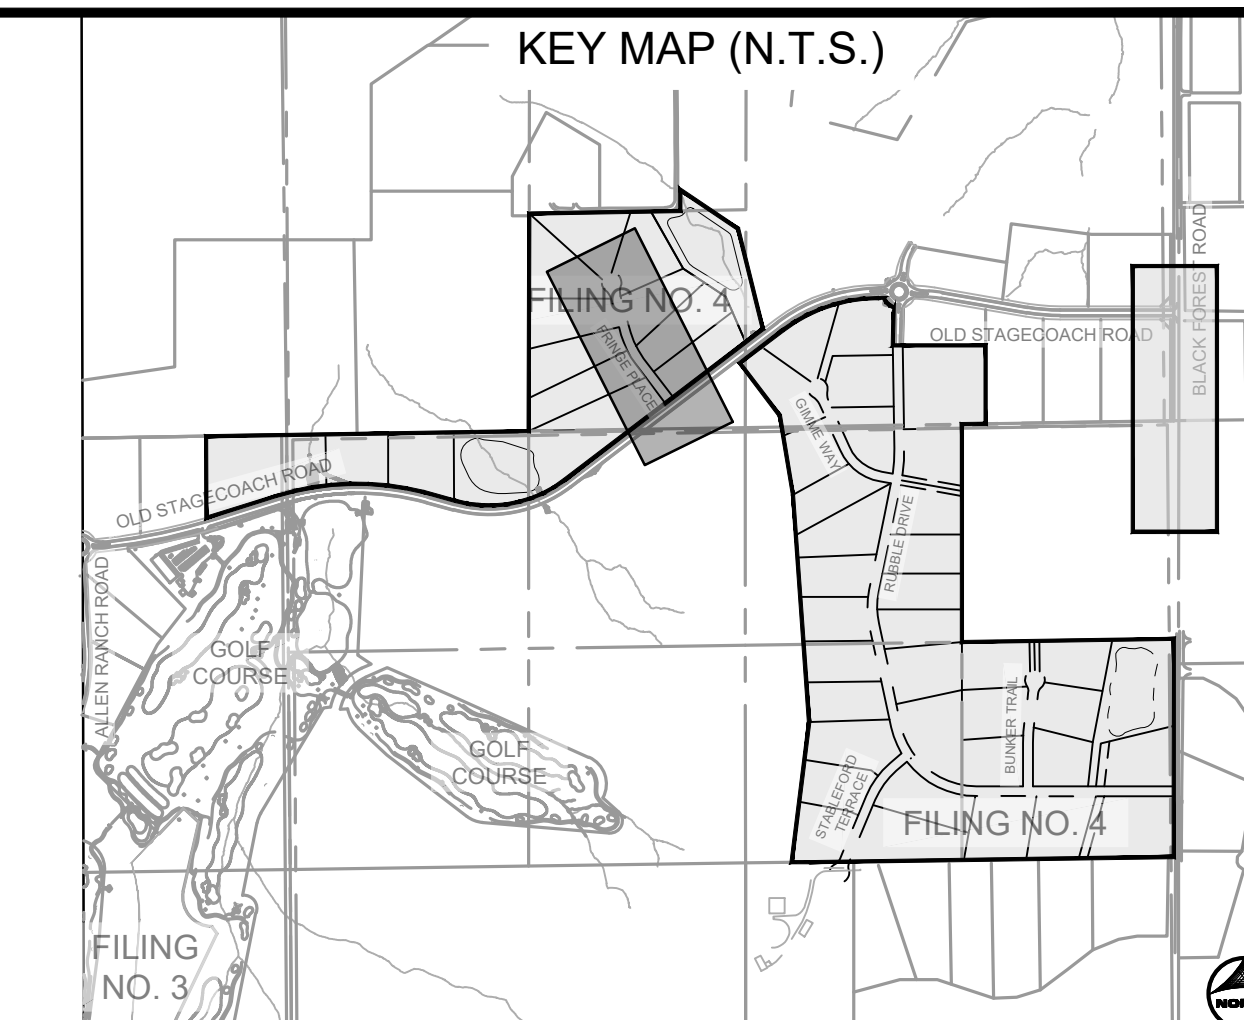 KEY MAP (N.T.S.)
BLACK FOREST ROAD
FILING NO. 4
OLD STAGECOACH ROAD
FRINGE PLACE
GIMME WAY
OLD STAGECOACH ROAD
RUBBLE DRIVE
ALLEN RANCH ROAD
GOLF
COURSE
BUNKER TRAIL
GOLF
COURSE
STABLEFORD
TERRACE
FILING NO. 4
FILING
NO. 3